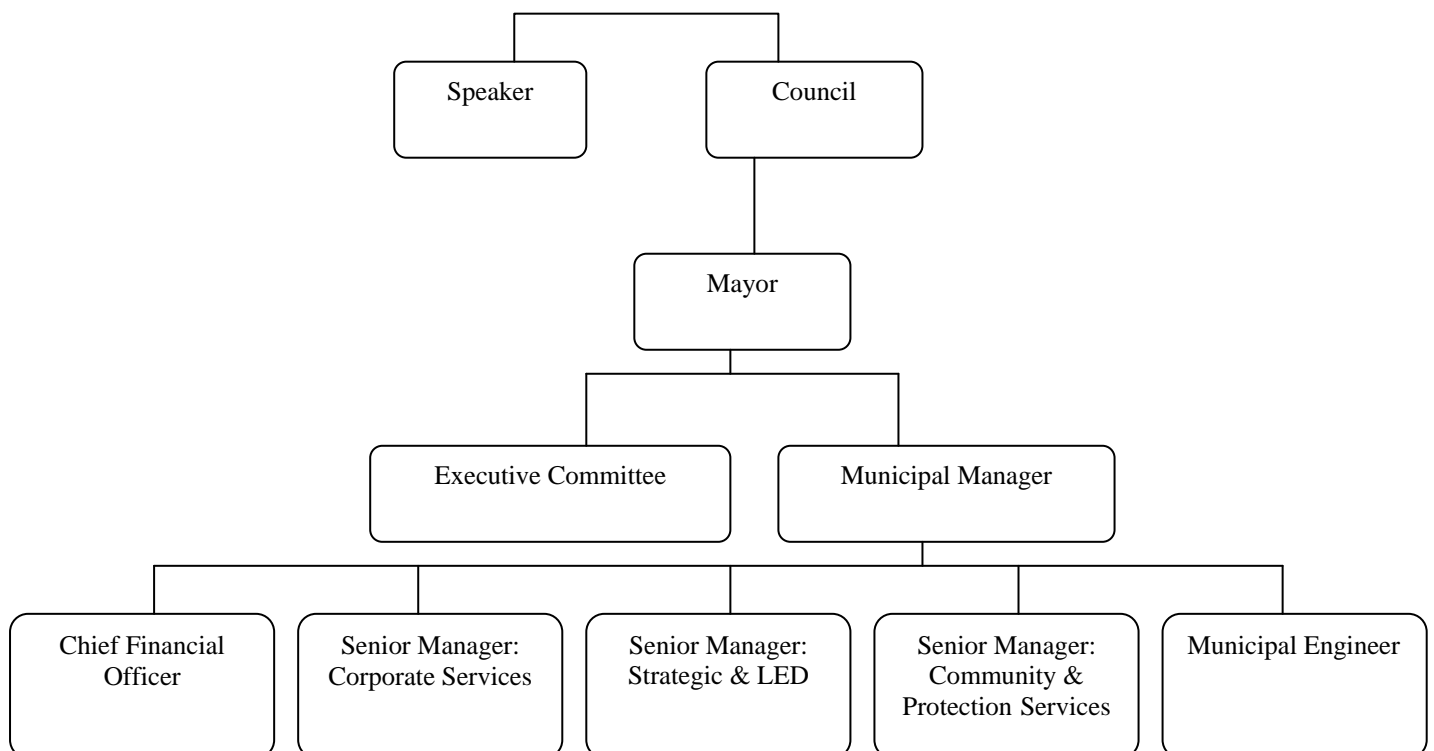 Speaker
Council
Mayor
Executive Committee
Municipal Manager
Chief Financial
Officer
Senior Manager:
Corporate Services
Senior Manager:
Strategic & LED
Senior Manager:
Community &
Protection Services
Municipal Engineer